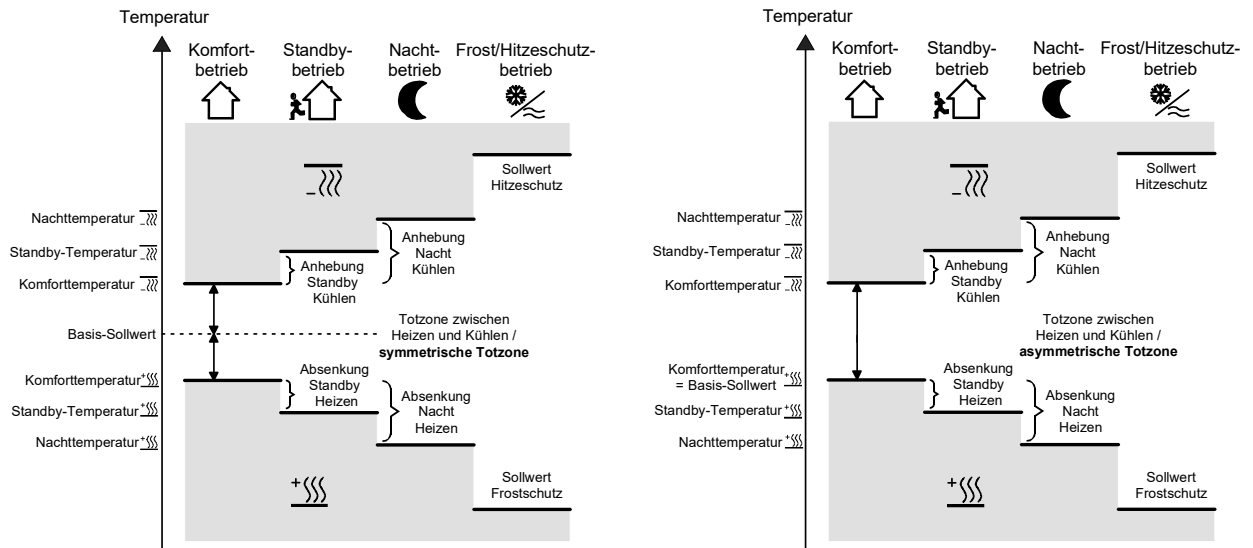 Temperatur
Komfort-
betrieb
Standby-
betrieb
Nacht-
betrieb
Frost/Hitzeschutz-
betrieb
Sollwert
Hitzeschutz
Nachttemperatur
Standby-Temperatur
Komforttemperatur
Anhebung
Nacht
Kühlen
Anhebung
Standby
Kühlen
Basis-Sollwert
Totzone zwischen
Heizen und Kühlen /
symmetrische Totzone
Komforttemperatur
Standby-Temperatur
Nachttemperatur
Absenkung
Standby
Heizen
Absenkung
Nacht
Heizen
Sollwert
Frostschutz
Temperatur
Komfort-
betrieb
Standby-
betrieb
Nacht-
betrieb
Frost/Hitzeschutz-
betrieb
Sollwert
Hitzeschutz
Nachttemperatur
Standby-Temperatur
Komforttemperatur
Anhebung
Nacht
Kühlen
Anhebung
Standby
Kühlen
Totzone zwischen
Heizen und Kühlen /
asymmetrische Totzone
Komforttemperatur
= Basis-Sollwert
Standby-Temperatur
Nachttemperatur
Absenkung
Standby
Heizen
Absenkung
Nacht
Heizen
Sollwert
Frostschutz